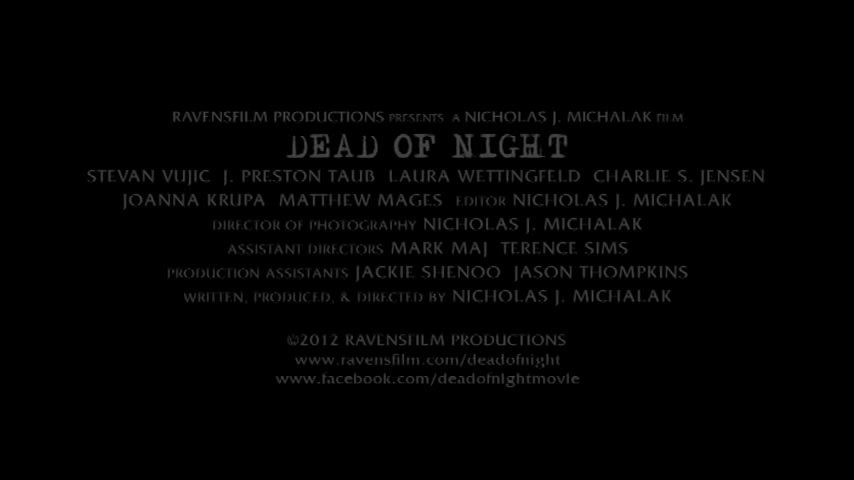 RAVENSFILM PRODUCTIONS PRESENTS A NICHOLAS J. MICHALAK FILM
DEAD OF NIGHT
STEVAN VUJIC J. PRESTON TAUB LAURA WETTINGFELD CHARLIE S. JENSEN
JOANNA KRUPA MATTHEW MAGES EDITOR NICHOLAS J. MICHALAK
DIRECTOR OF PHOTOGRAPHY NICHOLAS J. MICHALAK
ASSISTANT DIRECTORS MARK MAJ TERENCE SIMS
PRODUCTION ASSISTANTS JACKIE SHENOO JASON THOMPKINS
WRITTEN, PRODUCED, & DIRECTED BY NICHOLAS J. MICHALAK
©2012 RAVENSFILM PRODUCTIONS
www.ravensfilm.com/deadofnight
www.facebook.com/deadofnightmovie